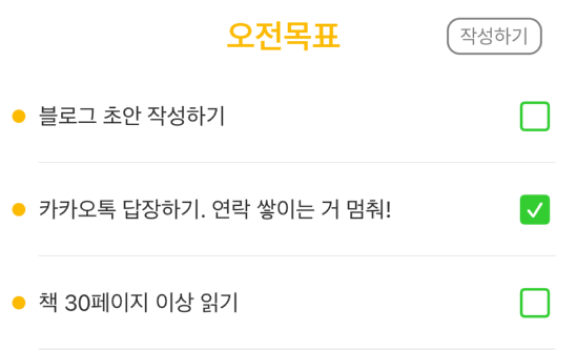 오전목표
작성하기
블로그 초안 작성하기
카카오톡 답장하기. 연락 쌓이는 거 멈춰!
책 30페이지 이상 읽기